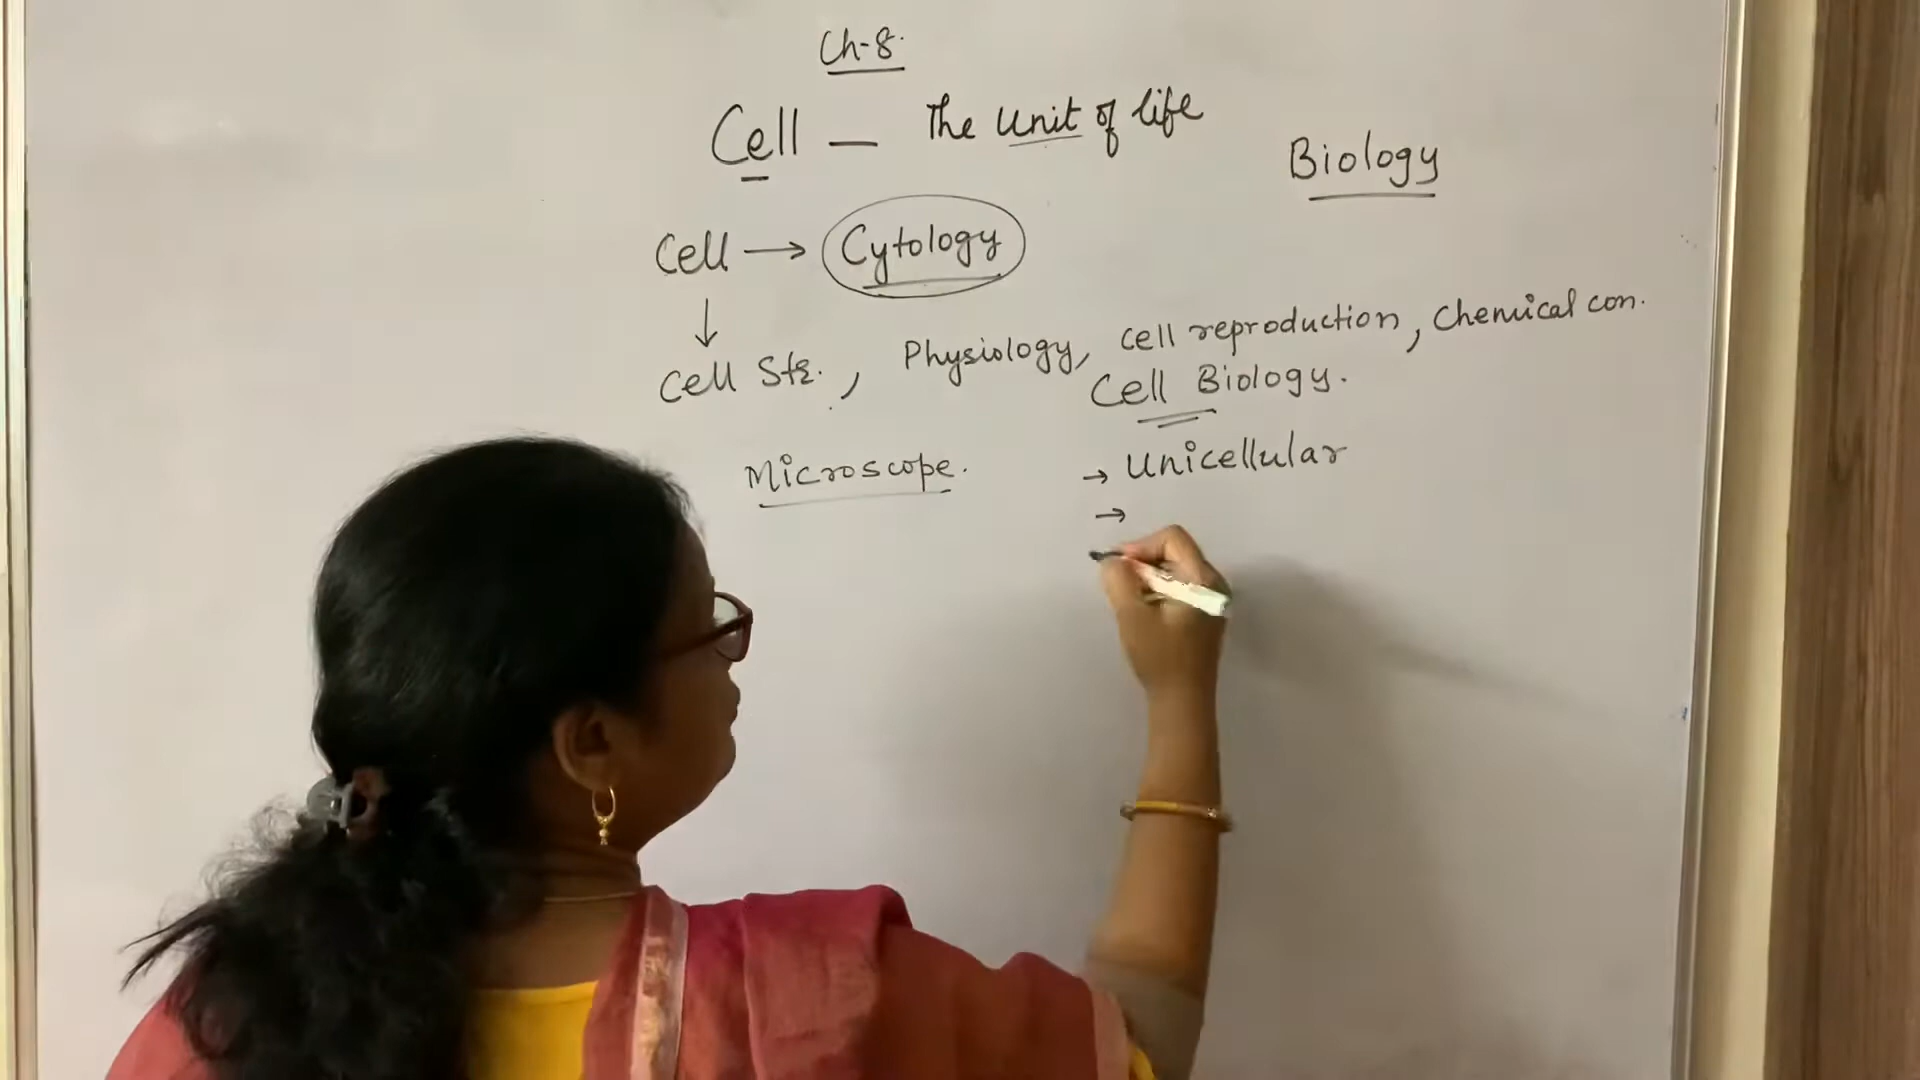 Ch-8.
Cell — The Unit of life
Biology
Cell → Cytology
↓
Cell Str., Physiology, cell reproduction, Chemical con.
Cell Biology.
Microscope.
→ Unicellular
→